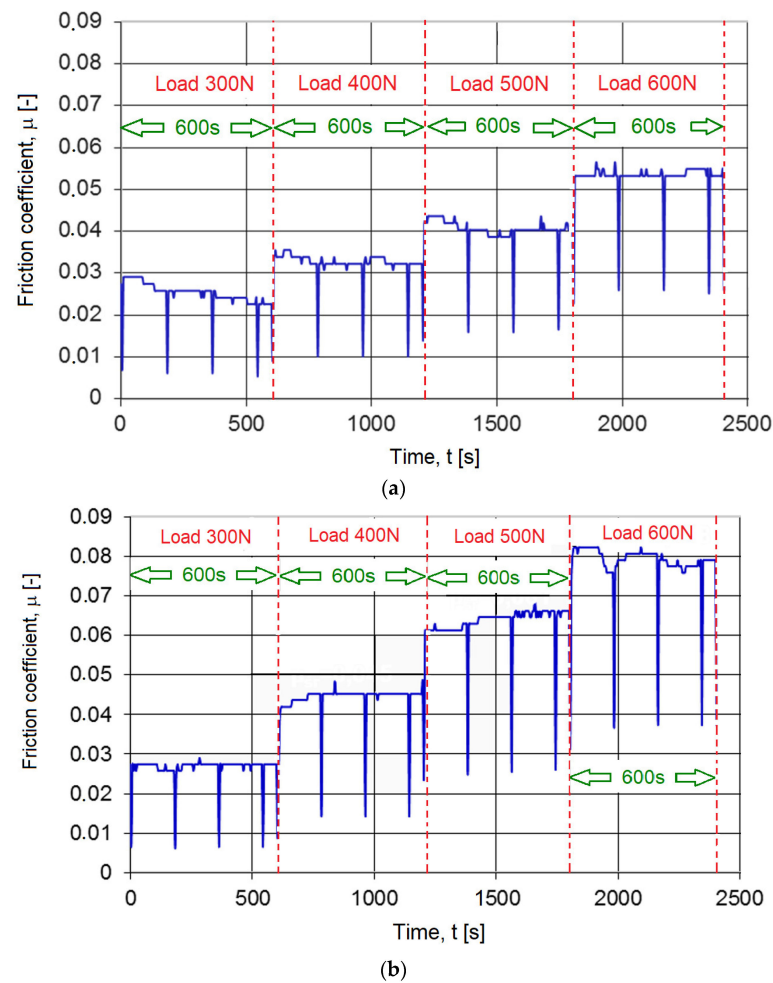 0.09
0.08
0.07
0.06
0.05
0.04
0.03
0.02
0.01
0
Friction coefficient, μ [-]
Load 300N Load 400N Load 500N Load 600N
600s 600s 600s 600s
0 500 1000 1500 2000 2500
Time, t [s]
(a)
0.09
0.08
0.07
0.06
0.05
0.04
0.03
0.02
0.01
0
Friction coefficient, μ [-]
Load 300N Load 400N Load 500N Load 600N
600s 600s 600s
600s
0 500 1000 1500 2000 2500
Time, t [s]
(b)